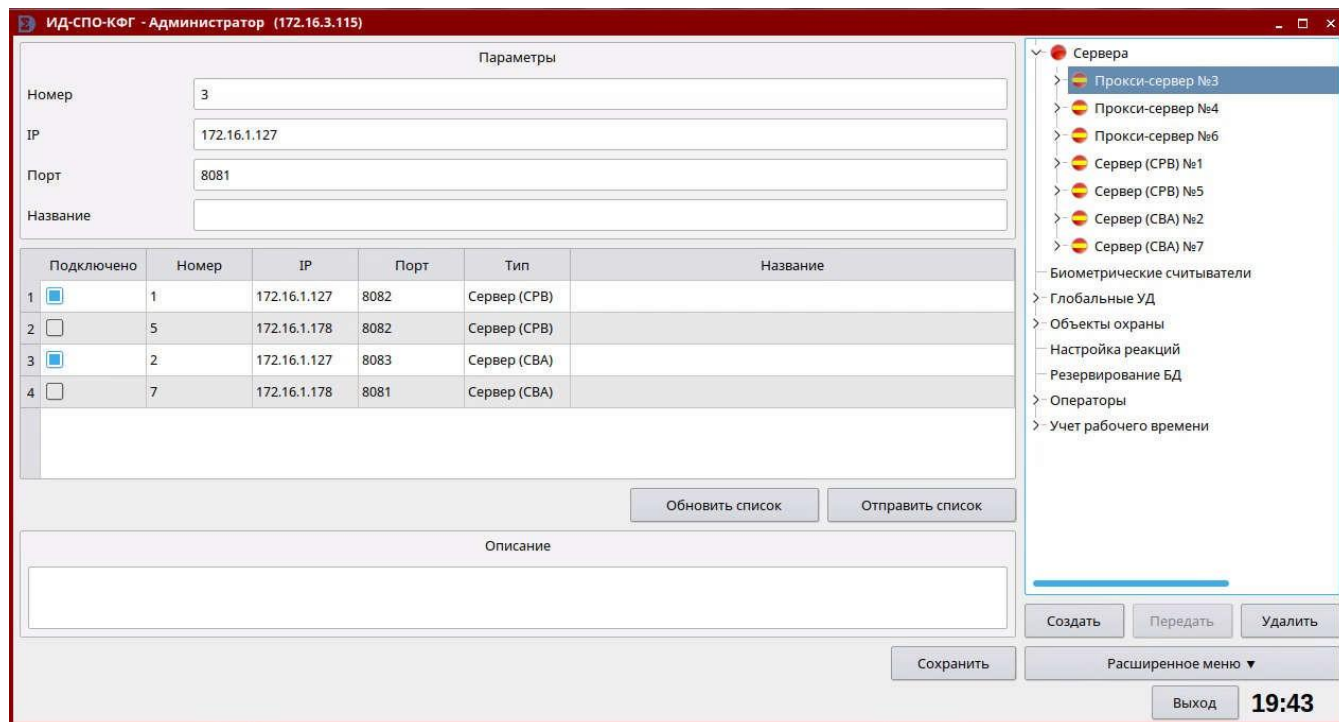 ИД-СПО-КФГ - Администратор (172.16.3.115)
Параметры
Номер 3
IP 172.16.1.127
Порт 8081
Название
Подключено Номер IP Порт Тип Название
1 1 172.16.1.127 8082 Сервер (СРВ)
2 5 172.16.1.178 8082 Сервер (СРВ)
3 2 172.16.1.127 8083 Сервер (СВА)
4 7 172.16.1.178 8081 Сервер (СВА)
Обновить список Отправить список
Описание
Сохранить
Сервера
Прокси-сервер №3
Прокси-сервер №4
Прокси-сервер №6
Сервер (СРВ) №1
Сервер (СРВ) №5
Сервер (СВА) №2
Сервер (СВА) №7
Биометрические считыватели
Глобальные УД
Объекты охраны
Настройка реакций
Резервирование БД
Операторы
Учет рабочего времени
Создать Передать Удалить
Расширенное меню ▼
Выход 19:43